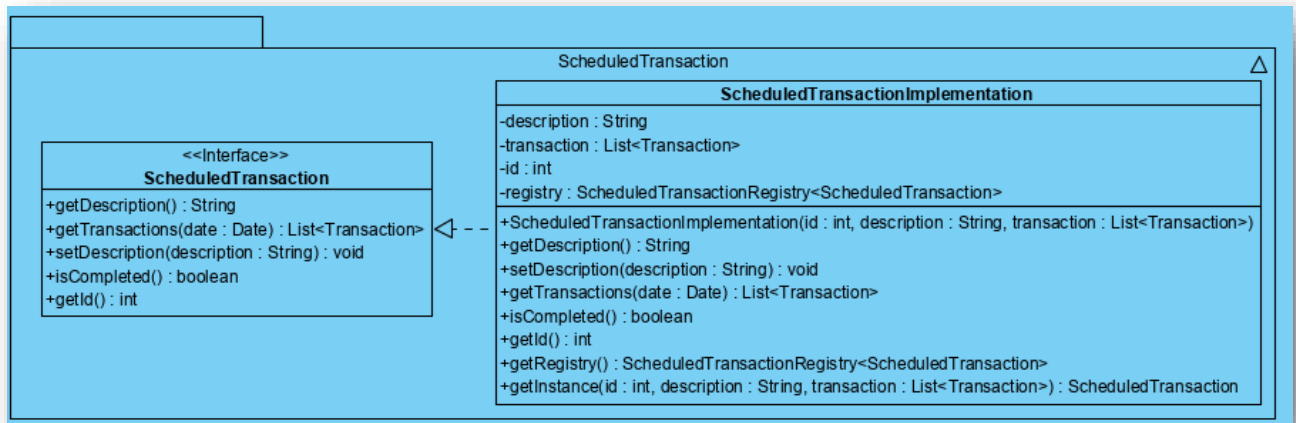 ScheduledTransaction
<<Interface>>
ScheduledTransaction
+getDescription() : String
+getTransactions(date : Date) : List<Transaction>
+setDescription(description : String) : void
+isCompleted() : boolean
+getId() : int
ScheduledTransactionImplementation
-description : String
-transaction : List<Transaction>
-id : int
-registry : ScheduledTransactionRegistry<ScheduledTransaction>
+ScheduledTransactionImplementation(id : int, description : String, transaction : List<Transaction>)
+getDescription() : String
+setDescription(description : String) : void
+getTransactions(date : Date) : List<Transaction>
+isCompleted() : boolean
+getId() : int
+getRegistry() : ScheduledTransactionRegistry<ScheduledTransaction>
+getInstance(id : int, description : String, transaction : List<Transaction>) : ScheduledTransaction